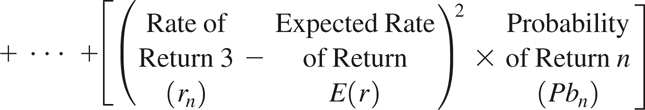 Rate of Expected Rate 2 Probability
+ · · · + [( Return 3 − of Return ) × of Return n ]
(rₙ) E(r) (Pbₙ)